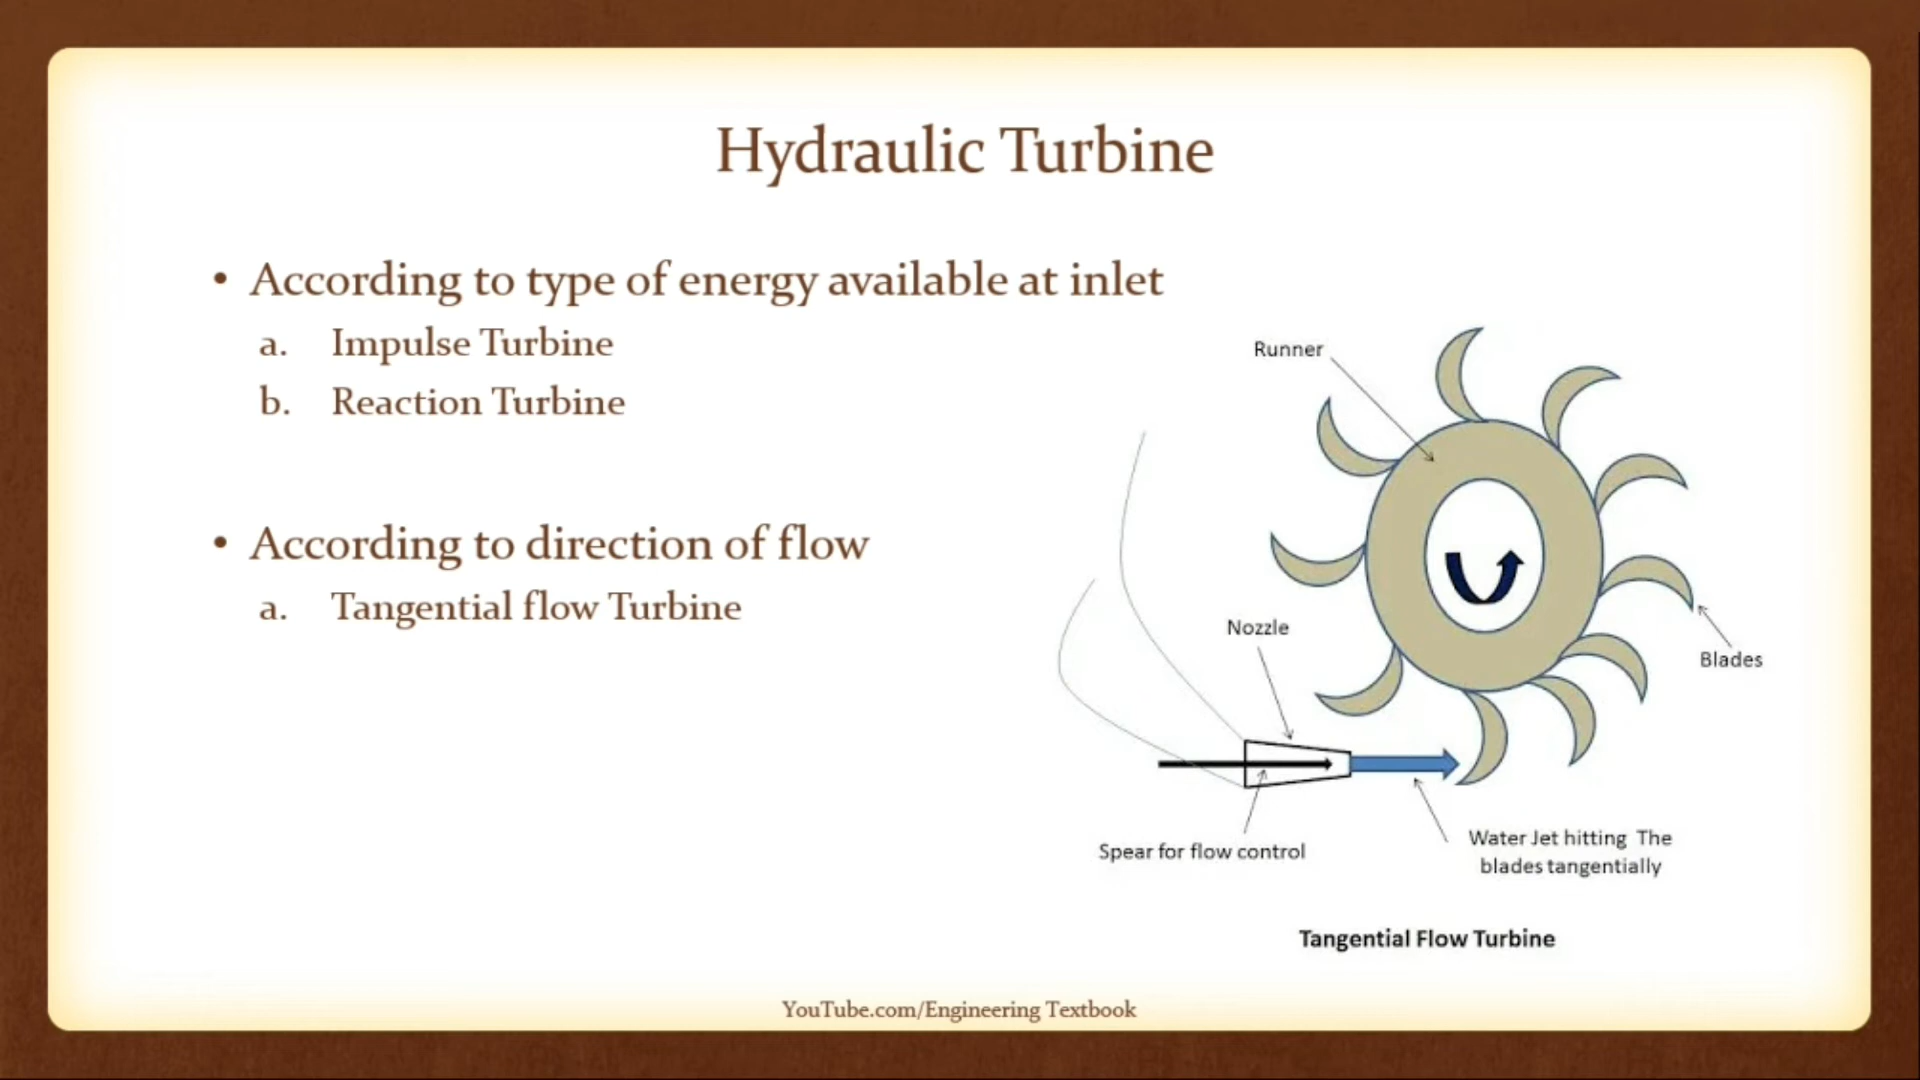 Hydraulic Turbine
• According to type of energy available at inlet
a. Impulse Turbine
b. Reaction Turbine
• According to direction of flow
a. Tangential flow Turbine
Runner
Nozzle
Blades
Spear for flow control
Water Jet hitting The
blades tangentially
Tangential Flow Turbine
YouTube.com/Engineering Textbook